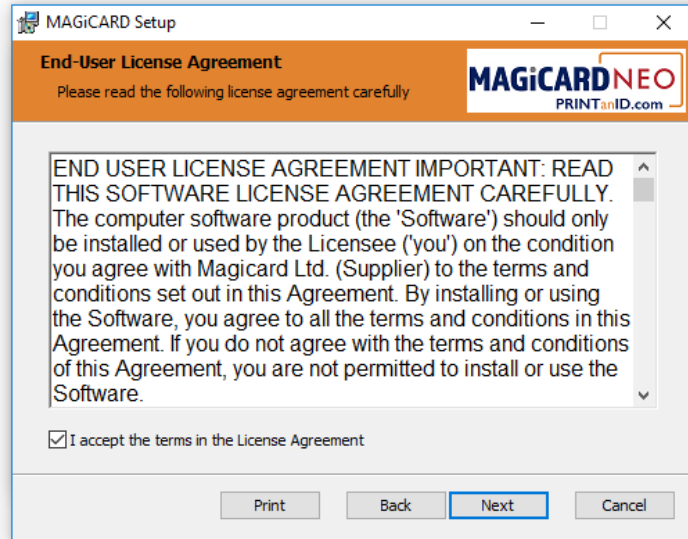 MAGiCARD Setup
End-User License Agreement
Please read the following license agreement carefully
MAGiCARDNEO
PRINTanID.com
END USER LICENSE AGREEMENT IMPORTANT: READ
THIS SOFTWARE LICENSE AGREEMENT CAREFULLY.
The computer software product (the 'Software') should only
be installed or used by the Licensee ('you') on the condition
you agree with Magicard Ltd. (Supplier) to the terms and
conditions set out in this Agreement. By installing or using
the Software, you agree to all the terms and conditions in this
Agreement. If you do not agree with the terms and conditions
of this Agreement, you are not permitted to install or use the
Software.
I accept the terms in the License Agreement
Print Back Next Cancel